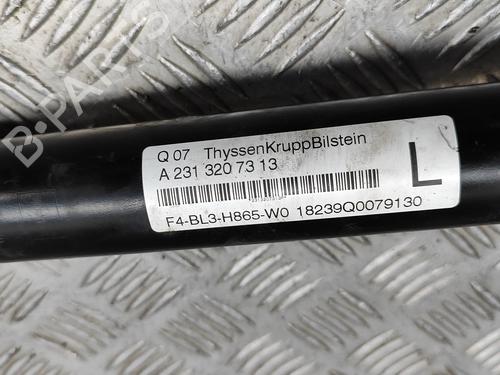 B-PARTS
Q 07 ThyssenKruppBilstein
A 231 320 73 13
L
F4-BL3-H865-W0 18239Q0079130